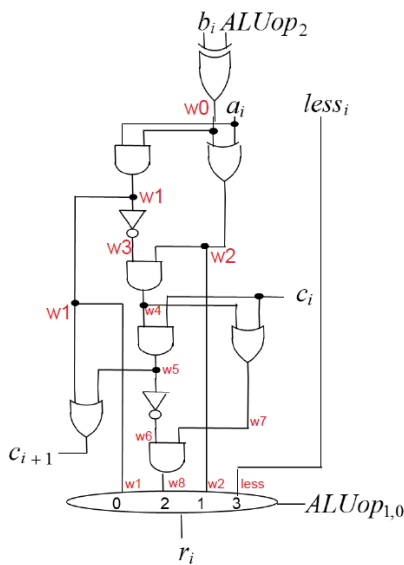 b_i ALUop_2
w0 a_i less_i
w1
w3 w2
w1 w4 c_i
w5
w6 w7
c_{i+1}
w1 w8 w2 less
0 2 1 3 ALUop_{1,0}
r_i